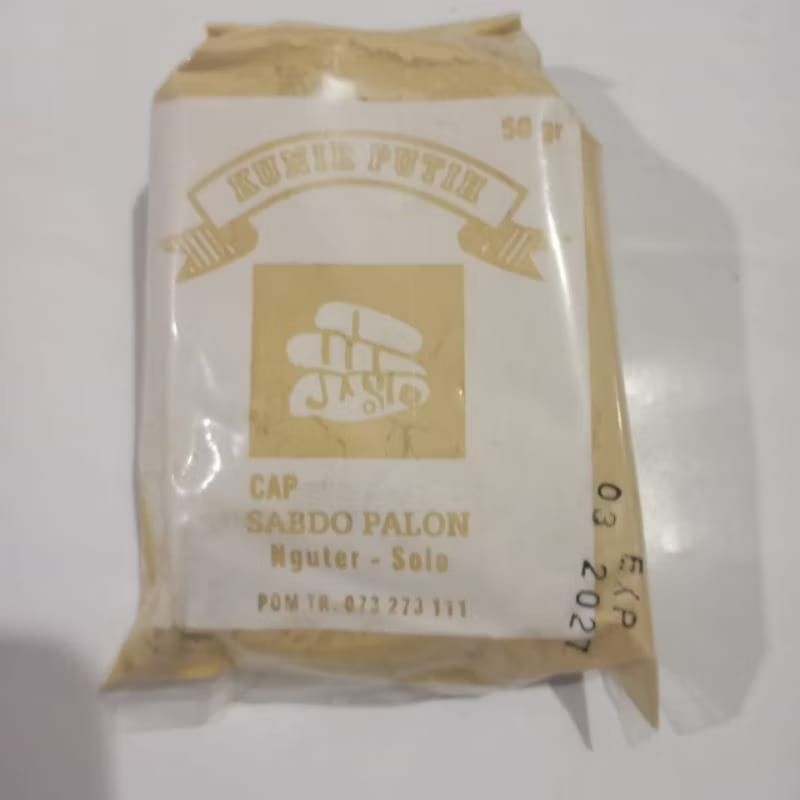 50 gr
KUNIR PUTIH
CAP
SABDO PALON
Nguter - Solo
POM TR. 073 273 111
EXP
03 2027